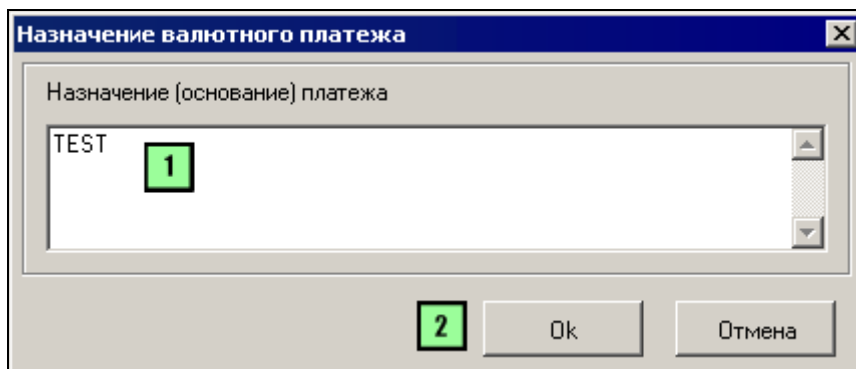 Назначение валютного платежа
Назначение (основание) платежа
TEST
1
2 Ok Отмена